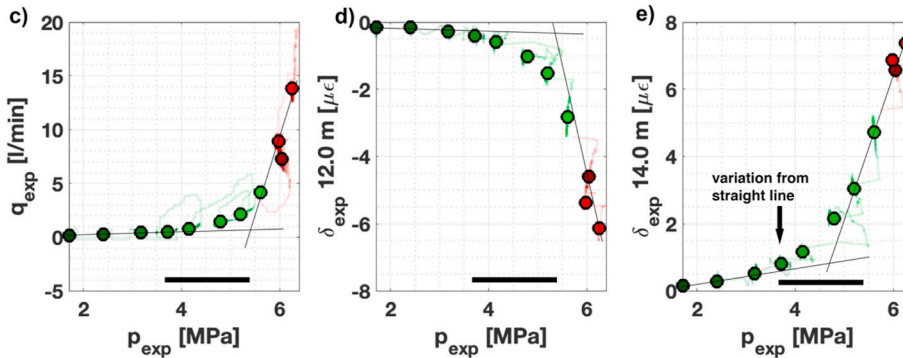 c)
20
15
10
5
0
-5
q_exp [l/min]
2 4 6
p_exp [MPa]
d)
0
-2
-4
-6
-8
δ_exp 12.0 m [με]
2 4 6
p_exp [MPa]
e)
8
6
4
2
0
δ_exp 14.0 m [με]
variation from
straight line
2 4 6
p_exp [MPa]